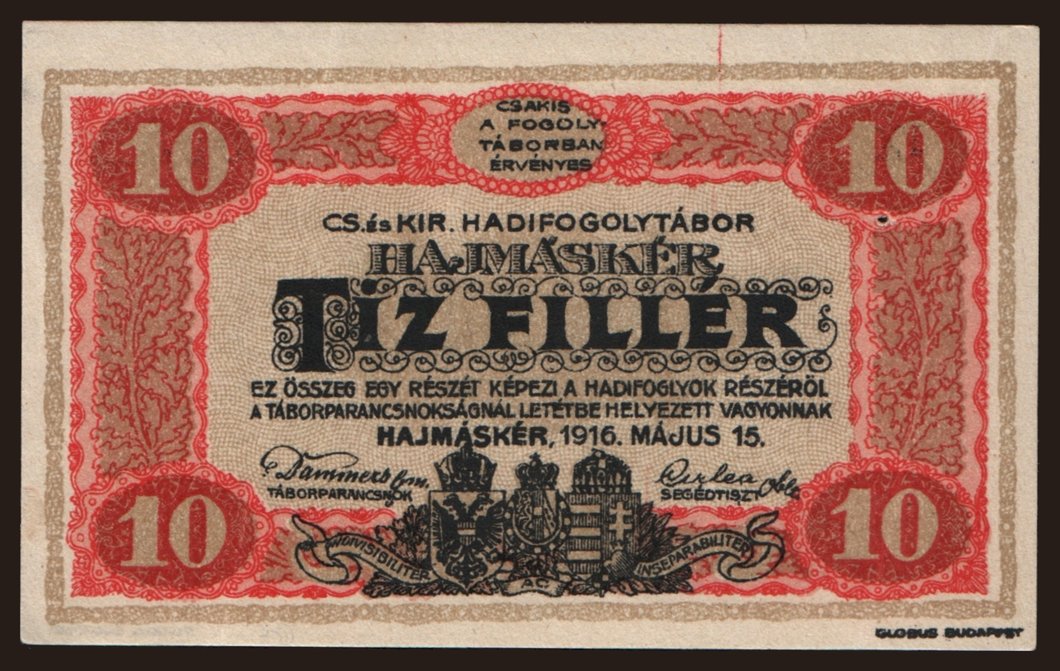 10
CSAKIS
A FOGOLY-
TÁBORBAN
ÉRVÉNYES
10
CS. és KIR. HADIFOGOLYTÁBOR
HAJMÁSKÉR
TÍZ FILLÉR
EZ ÖSSZEG EGY RÉSZÉT KÉPEZI A HADIFOGLYOK RÉSZÉRŐL
A TÁBORPARANCSNOKSÁGNÁL LETÉTBE HELYEZETT VAGYONNAK
HAJMÁSKÉR, 1916. MÁJUS 15.
Dammers
TÁBORPARANCSNOK
SEGÉDTISZT
10
INDIVISIBILITER
AC
INSEPARABILITER
10
GLOBUS BUDAPEST